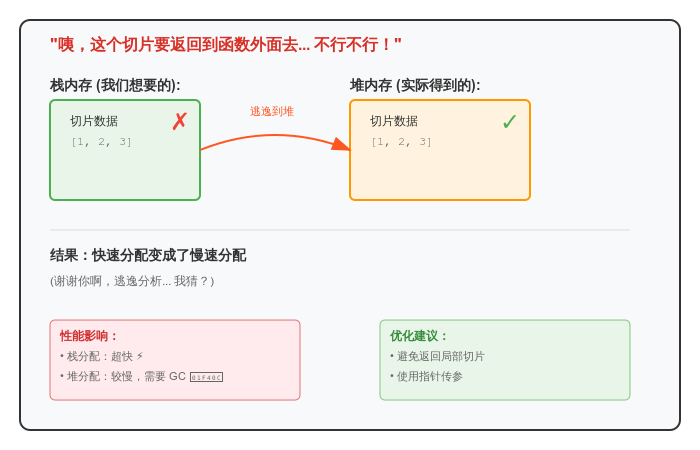 "咦，这个切片要返回到函数外面去... 不行不行！"
栈内存 (我们想要的):
堆内存 (实际得到的):
切片数据
✗
[1, 2, 3]
逃逸到堆
切片数据
✓
[1, 2, 3]
结果：快速分配变成了慢速分配
(谢谢你啊，逃逸分析... 我猜？)
性能影响：
• 栈分配：超快 ⚡
• 堆分配：较慢，需要 GC 01F40C
优化建议：
• 避免返回局部切片
• 使用指针传参